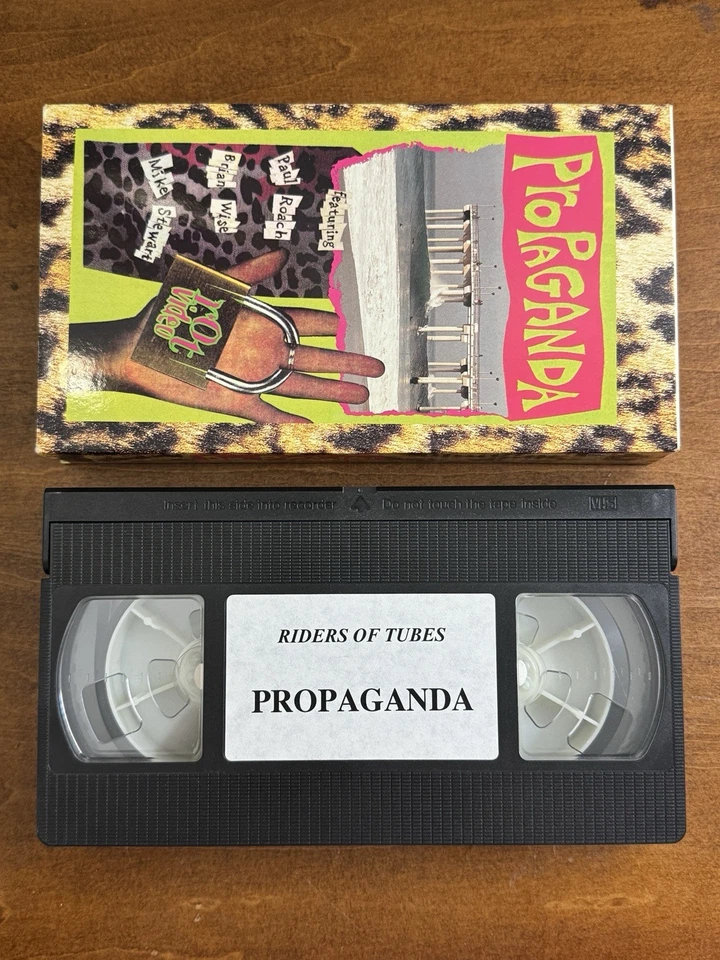 PROPAGANDA
featuring
Paul Roach
Brian Wise
Mike Stewart
r.o.t
video
Insert this side into recorder
Do not touch the tape inside
VHS
RIDERS OF TUBES
PROPAGANDA